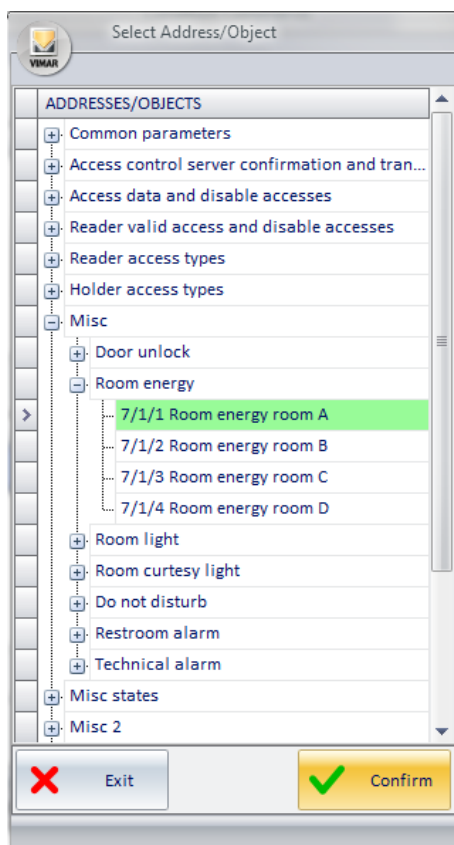 Select Address/Object
VIMAR
ADDRESSES/OBJECTS
Common parameters
Access control server confirmation and tran...
Access data and disable accesses
Reader valid access and disable accesses
Reader access types
Holder access types
Misc
Door unlock
Room energy
7/1/1 Room energy room A
7/1/2 Room energy room B
7/1/3 Room energy room C
7/1/4 Room energy room D
Room light
Room curtesy light
Do not disturb
Restroom alarm
Technical alarm
Misc states
Misc 2
Exit
Confirm